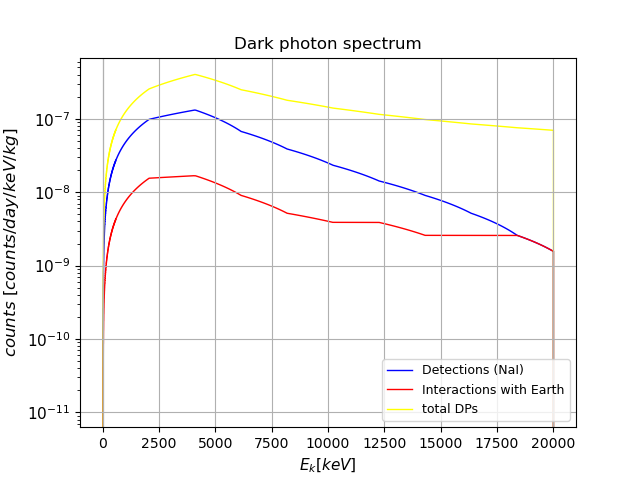 Dark photon spectrum
counts [counts/day/keV/kg]
10⁻⁷
10⁻⁸
10⁻⁹
10⁻¹⁰
10⁻¹¹
Detections (NaI)
Interactions with Earth
total DPs
0 2500 5000 7500 10000 12500 15000 17500 20000
E_k[keV]